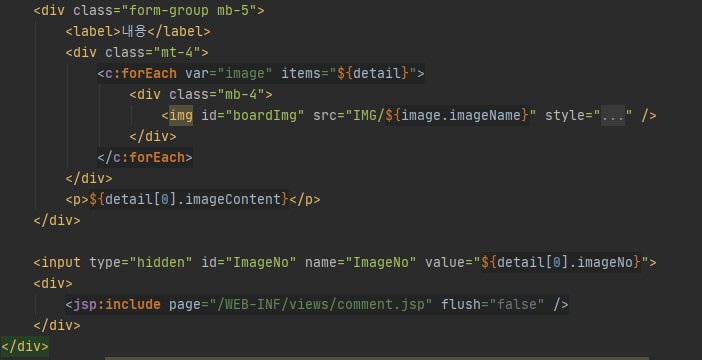 <div class="form-group mb-5">
<label>내용</label>
<div class="mt-4">
<c:forEach var="image" items="${detail}">
<div class="mb-4">
<img id="boardImg" src="IMG/${image.imageName}" style="..." />
</div>
</c:forEach>
</div>
<p>${detail[0].imageContent}</p>
</div>
<input type="hidden" id="ImageNo" name="ImageNo" value="${detail[0].imageNo}">
<div>
<jsp:include page="/WEB-INF/views/comment.jsp" flush="false" />
</div>
</div>